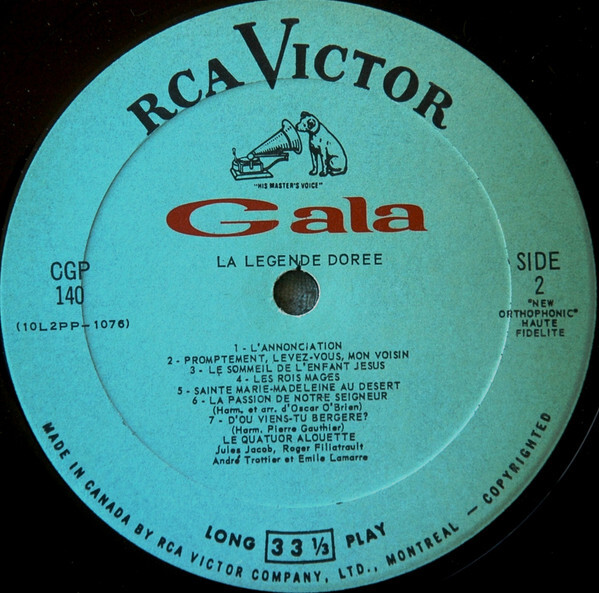 RCA VICTOR
"HIS MASTER'S VOICE"
Gala
LA LEGENDE DOREE
CGP
140
(10L2PP-1076)
SIDE
2
"NEW
ORTHOPHONIC"
HAUTE
FIDELITE
1 - L'ANNONCIATION
2 - PROMPTEMENT, LEVEZ-VOUS, MON VOISIN
3 - LE SOMMEIL DE L'ENFANT JESUS
4 - LES ROIS MAGES
5 - SAINTE MARIE-MADELEINE AU DESERT
6 - LA PASSION DE NOTRE SEIGNEUR
(Harm. et arr. d'Oscar O'Brien)
7 - D'OU VIENS-TU BERGERE?
(Harm. Pierre Gauthier)
LE QUATUOR ALOUETTE
Jules Jacob, Roger Filiatrault
André Trottier et Emile Lamarre
LONG 33 1/3 PLAY
MADE IN CANADA BY RCA VICTOR COMPANY, LTD., MONTREAL - COPYRIGHTED